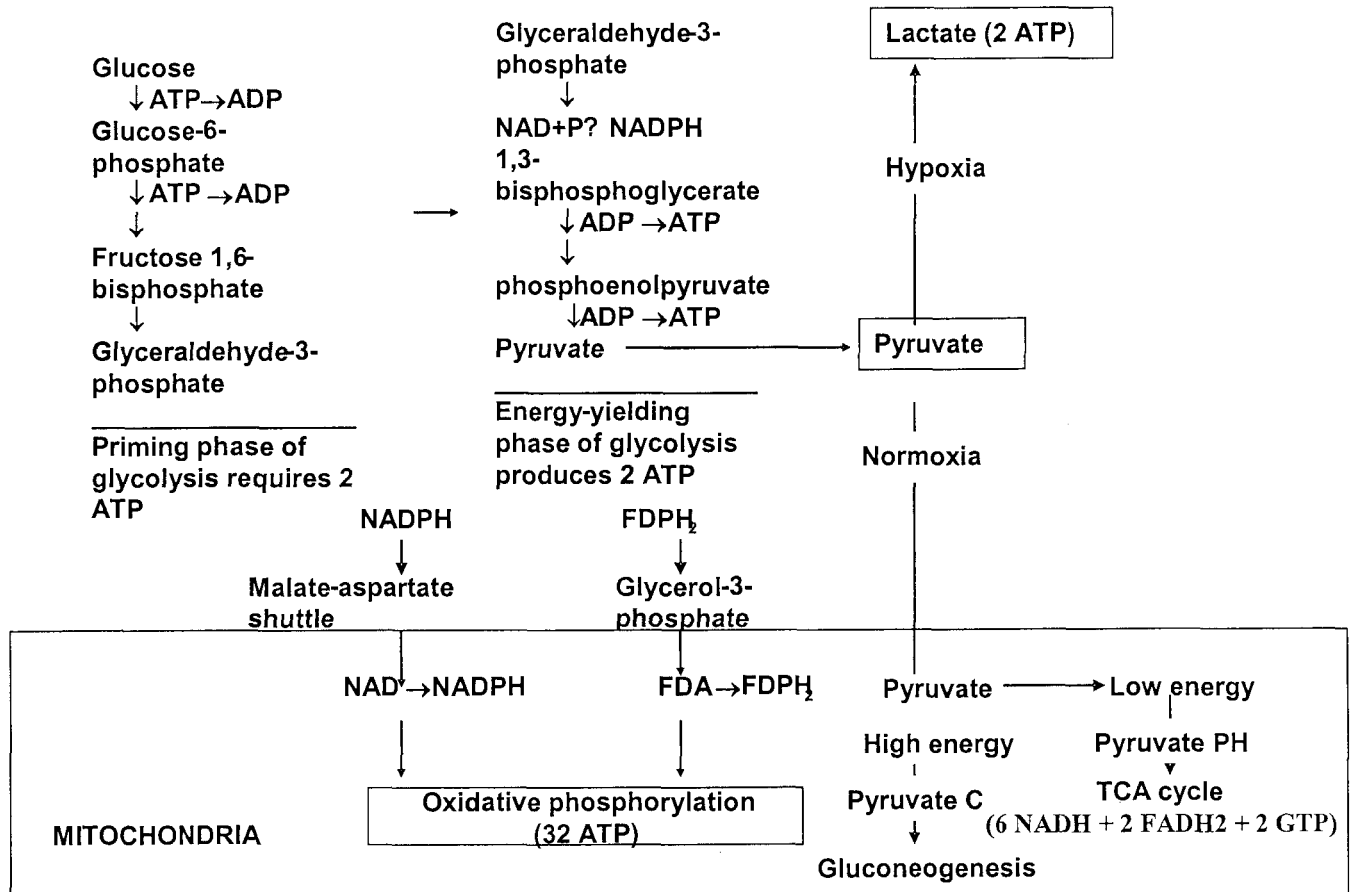 Glucose
↓ ATP→ADP
Glucose-6-
phosphate
↓ ATP →ADP
↓
Fructose 1,6-
bisphosphate
↓
Glyceraldehyde-3-
phosphate
Priming phase of
glycolysis requires 2
ATP
→
Glyceraldehyde-3-
phosphate
↓
NAD+P? NADPH
1,3-
bisphosphoglycerate
↓ ADP →ATP
↓
phosphoenolpyruvate
↓ADP →ATP
Pyruvate
Energy-yielding
phase of glycolysis
produces 2 ATP
Lactate (2 ATP)
Hypoxia
Pyruvate
Normoxia
NADPH
Malate-aspartate
shuttle
FDPH2
Glycerol-3-
phosphate
NAD →NADPH
FDA→FDPH2
Oxidative phosphorylation
(32 ATP)
MITOCHONDRIA
Pyruvate
Low energy
High energy
Pyruvate PH
Pyruvate C
TCA cycle
(6 NADH + 2 FADH2 + 2 GTP)
Gluconeogenesis